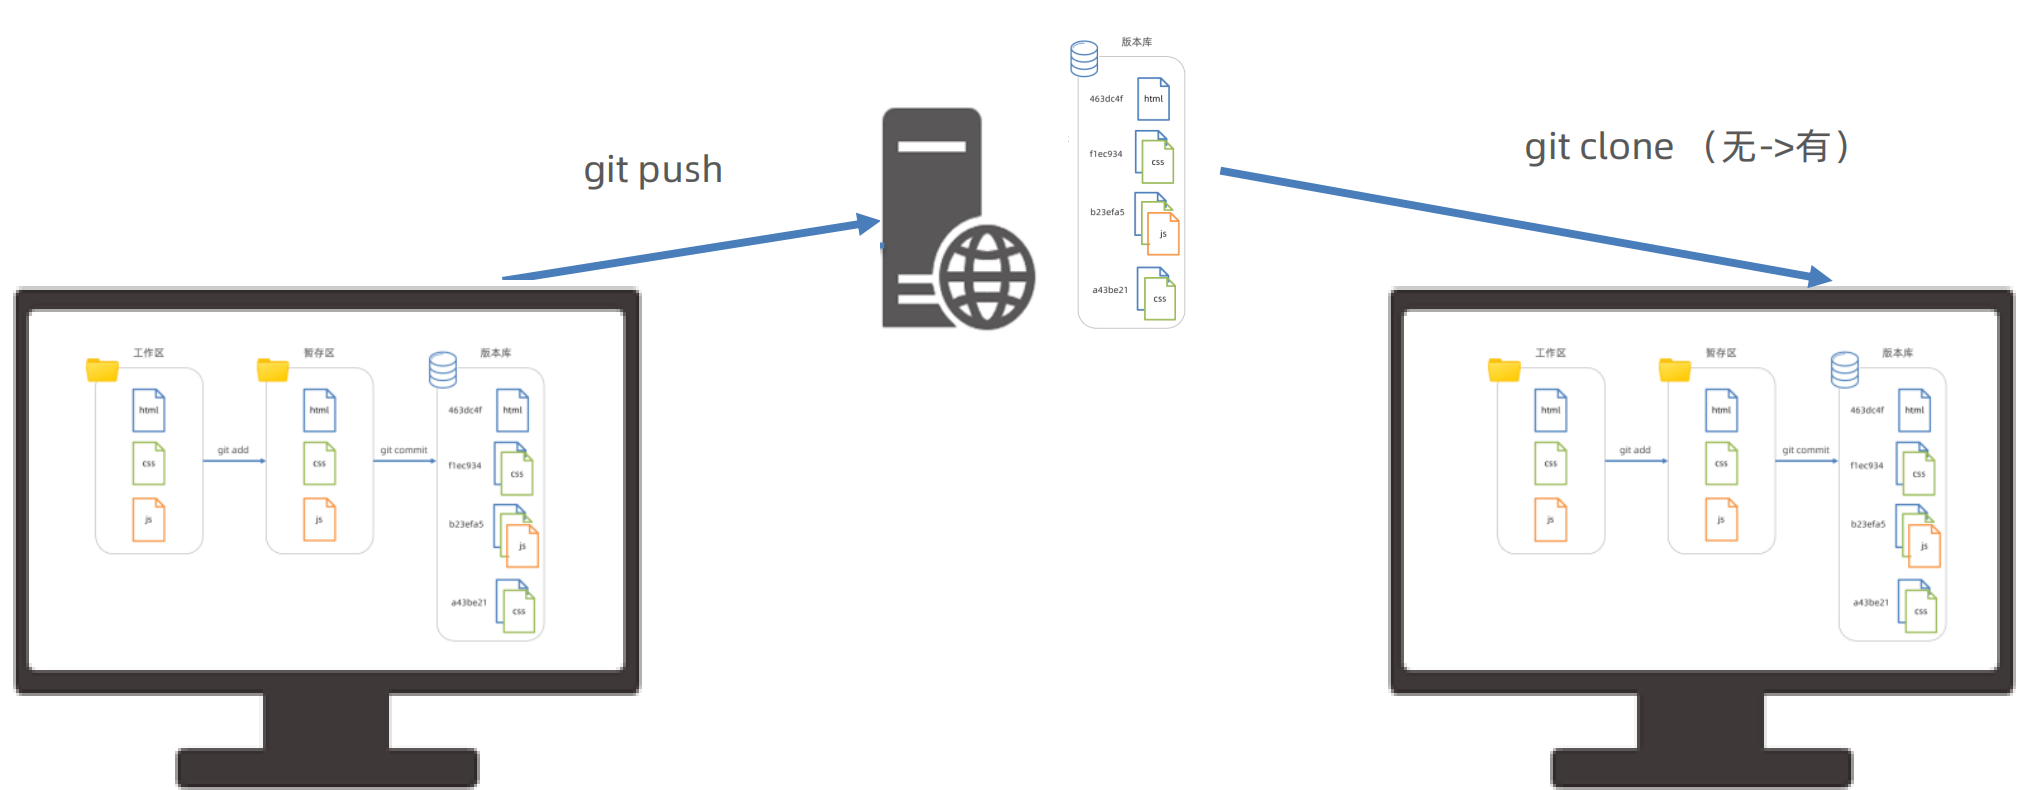 版本库
463dc4f
html
f1ec934
css
b23efa5
js
a43be21
css
git push
git clone （无->有）
工作区
html
css
js
git add
暂存区
html
css
js
git commit
版本库
463dc4f
html
f1ec934
css
b23efa5
js
a43be21
css
工作区
html
css
js
git add
暂存区
html
css
js
git commit
版本库
463dc4f
html
f1ec934
css
b23efa5
js
a43be21
css